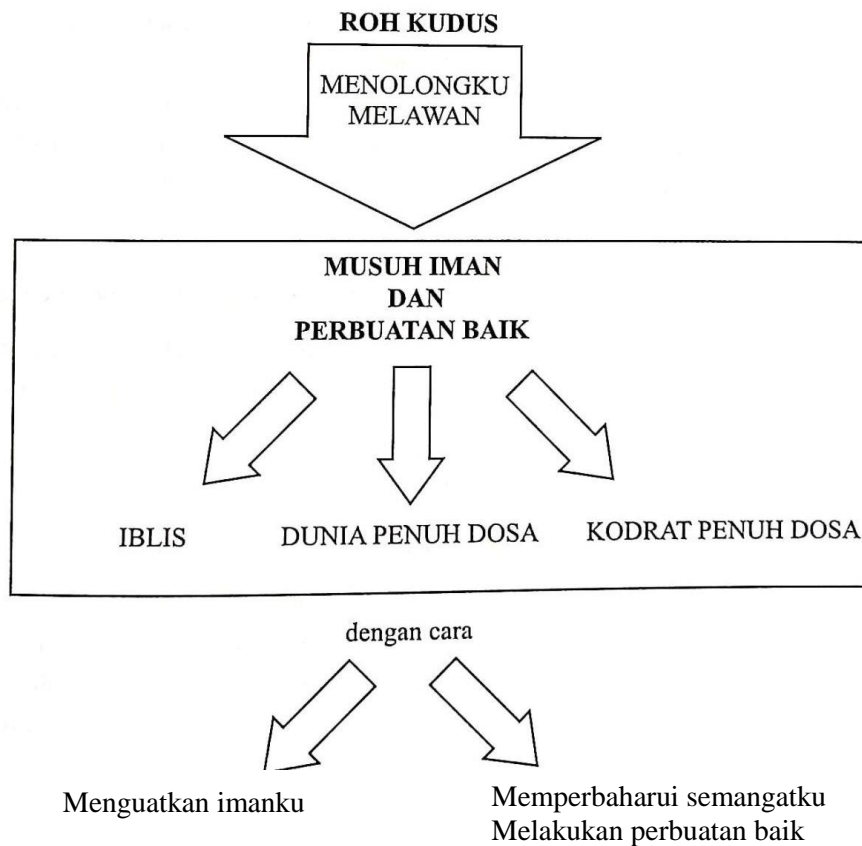 ROH KUDUS
MENOLONGKU
MELAWAN
MUSUH IMAN
DAN
PERBUATAN BAIK
IBLIS
DUNIA PENUH DOSA
KODRAT PENUH DOSA
dengan cara
Menguatkan imanku
Memperbaharui semangatku
Melakukan perbuatan baik